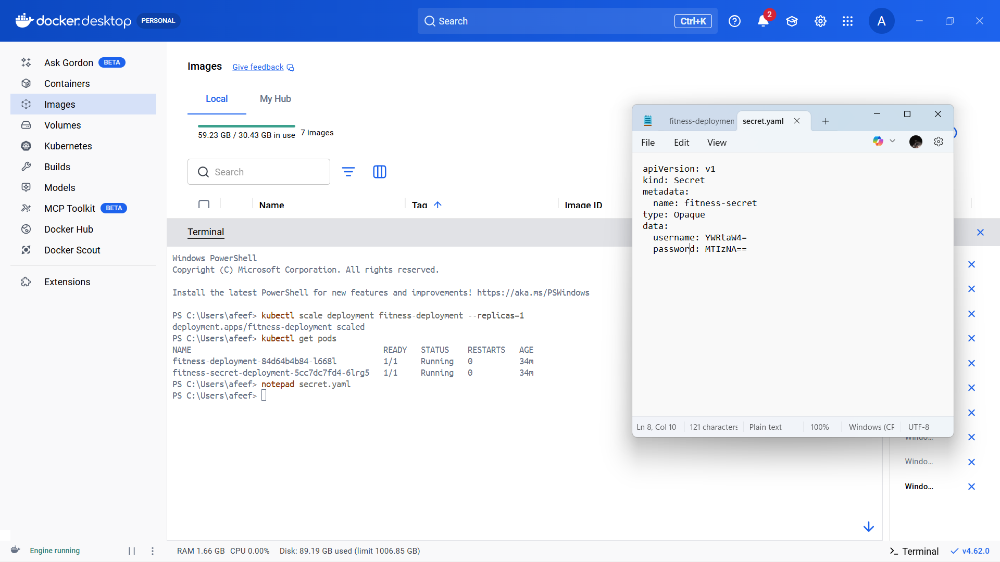 docker.desktop PERSONAL
Search Ctrl+K
2
A
Ask Gordon BETA
Containers
Images
Volumes
Kubernetes
Builds
Models
MCP Toolkit BETA
Docker Hub
Docker Scout
Extensions
Images Give feedback
Local My Hub
59.23 GB / 30.43 GB in use 7 images
Search
Name Tag Image ID
Terminal
Windows PowerShell
Copyright (C) Microsoft Corporation. All rights reserved.
Install the latest PowerShell for new features and improvements! https://aka.ms/PSWindows
PS C:\Users\afeef> kubectl scale deployment fitness-deployment --replicas=1
deployment.apps/fitness-deployment scaled
PS C:\Users\afeef> kubectl get pods
NAME READY STATUS RESTARTS AGE
fitness-deployment-84d64b4b84-l668l 1/1 Running 0 34m
fitness-secret-deployment-5cc7dc7fd4-6lrg5 1/1 Running 0 34m
PS C:\Users\afeef> notepad secret.yaml
PS C:\Users\afeef>
fitness-deploymen secret.yaml
File Edit View
apiVersion: v1
kind: Secret
metadata:
name: fitness-secret
type: Opaque
data:
username: YWRtaW4=
password: MTIzNA==
Ln 8, Col 10 121 characters Plain text 100% Windows (CR UTF-8
Windo...
Windo...
Windo...
Engine running
RAM 1.66 GB CPU 0.00% Disk: 89.19 GB used (limit 1006.85 GB)
Terminal v4.62.0